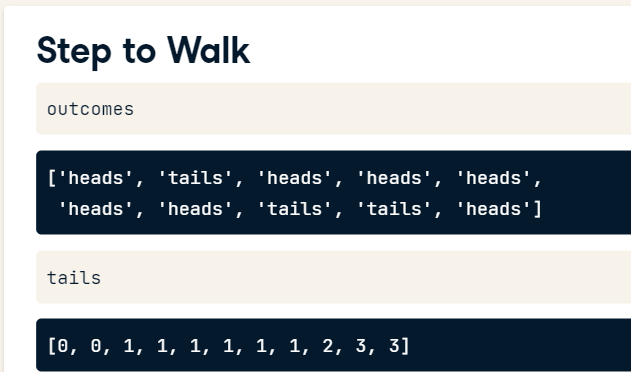 Step to Walk
outcomes
['heads', 'tails', 'heads', 'heads', 'heads',
'heads', 'heads', 'tails', 'tails', 'heads']
tails
[0, 0, 1, 1, 1, 1, 1, 1, 2, 3, 3]